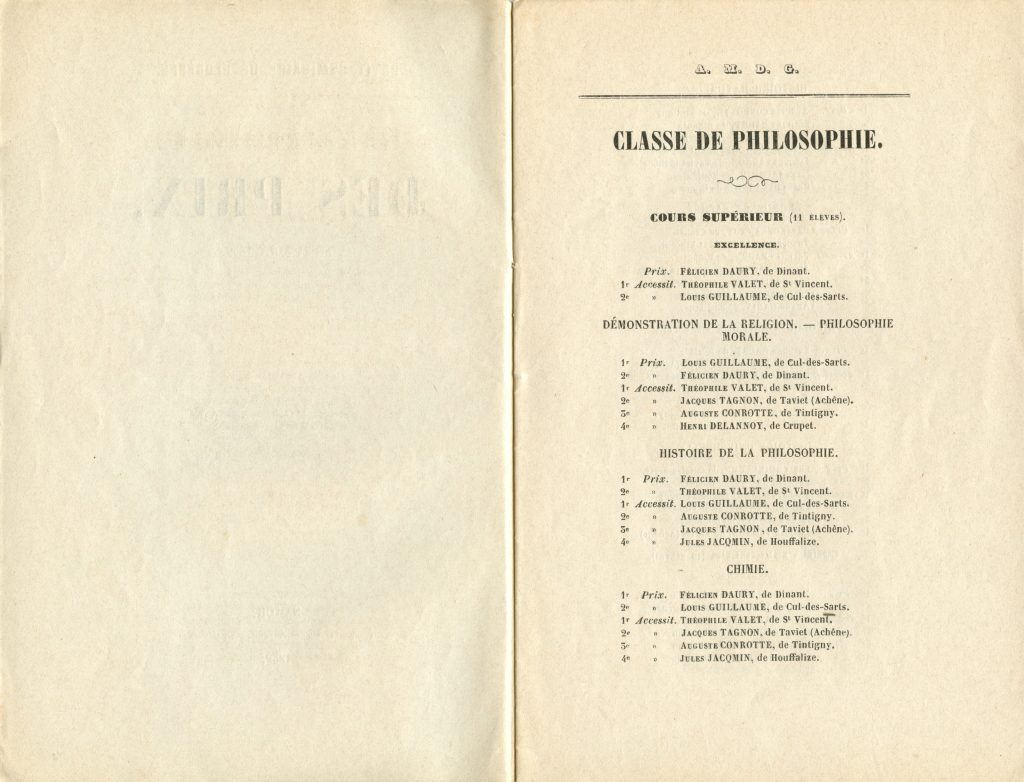 A. M. D. G.
CLASSE DE PHILOSOPHIE.
COURS SUPÉRIEUR (11 ÉLÈVES).
EXCELLENCE.
Prix. FÉLICIEN DAURY, de Dinant.
1r Accessit. THÉOPHILE VALET, de St Vincent.
2e » LOUIS GUILLAUME, de Cul-des-Sarts.
DÉMONSTRATION DE LA RELIGION. — PHILOSOPHIE
MORALE.
1r Prix. LOUIS GUILLAUME, de Cul-des-Sarts.
2e » FÉLICIEN DAURY, de Dinant.
1r Accessit. THÉOPHILE VALET, de St Vincent.
2e » JACQUES TAGNON, de Taviet (Achêne).
3e » AUGUSTE CONROTTE, de Tintigny.
4e » HENRI DELANNOY, de Crupet.
HISTOIRE DE LA PHILOSOPHIE.
1r Prix. FÉLICIEN DAURY, de Dinant.
2e » THÉOPHILE VALET, de St Vincent.
1r Accessit. LOUIS GUILLAUME, de Cul-des-Sarts.
2e » AUGUSTE CONROTTE, de Tintigny.
3e » JACQUES TAGNON, de Taviet (Achêne).
4e » JULES JACQMIN, de Houffalize.
CHIMIE.
1r Prix. FÉLICIEN DAURY, de Dinant.
2e » LOUIS GUILLAUME, de Cul-des-Sarts.
1r Accessit. THÉOPHILE VALET, de St Vincent.
2e » JACQUES TAGNON, de Taviet (Achêne).
3e » AUGUSTE CONROTTE, de Tintigny.
4e » JULES JACQMIN, de Houffalize.